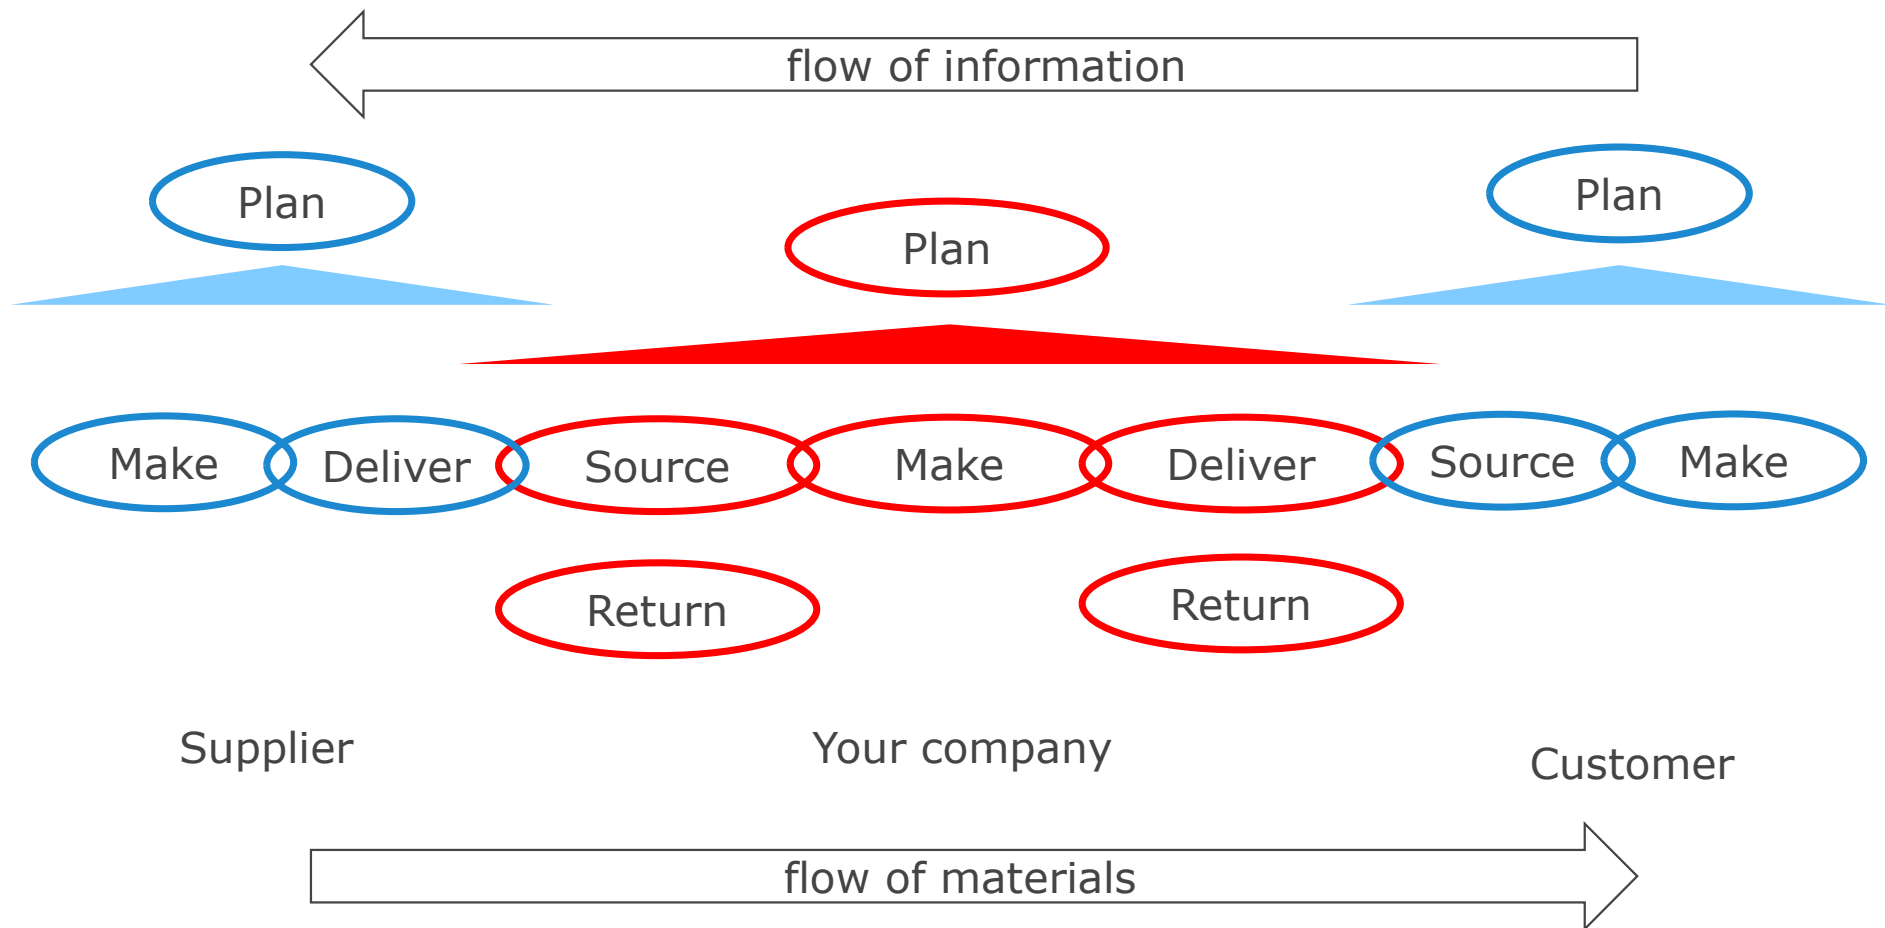 flow of information
Plan
Plan
Plan
Make
Deliver
Source
Make
Deliver
Source
Make
Return
Return
Supplier
Your company
Customer
flow of materials